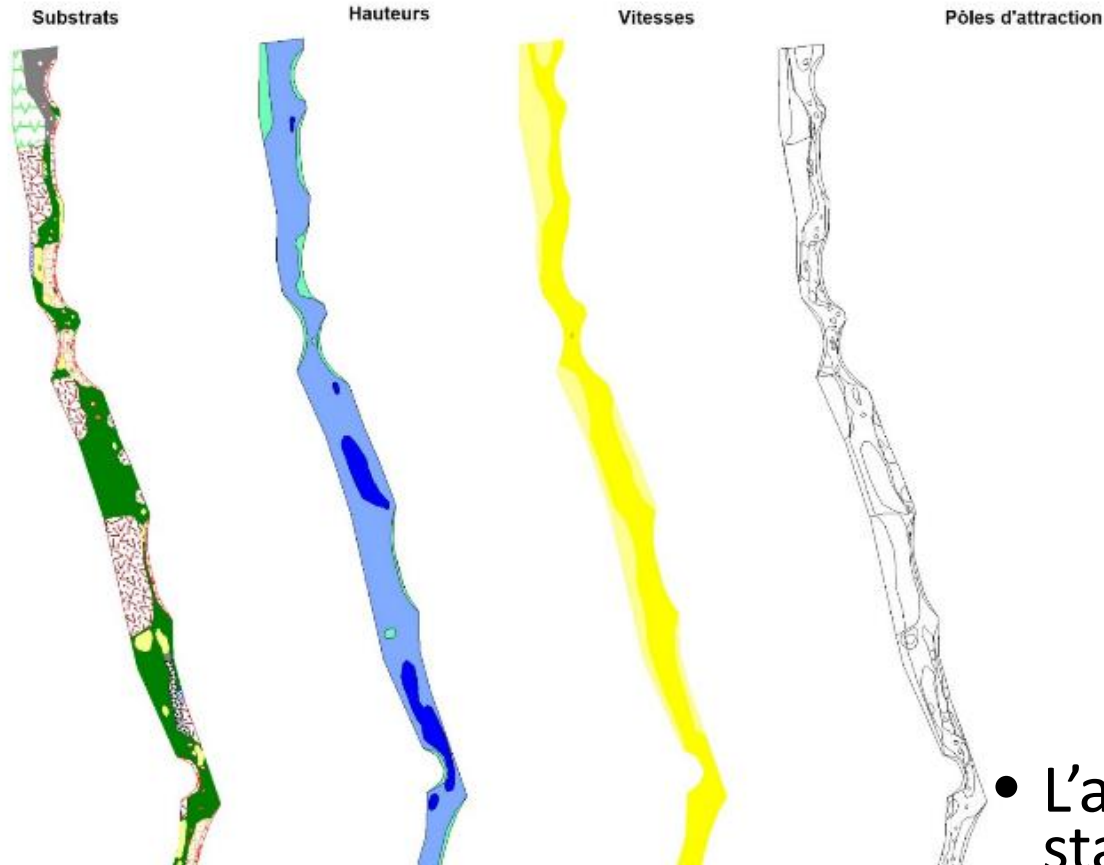 Substrats
Hauteurs
Vitesses
Pôles d'attraction
• L’a
sta